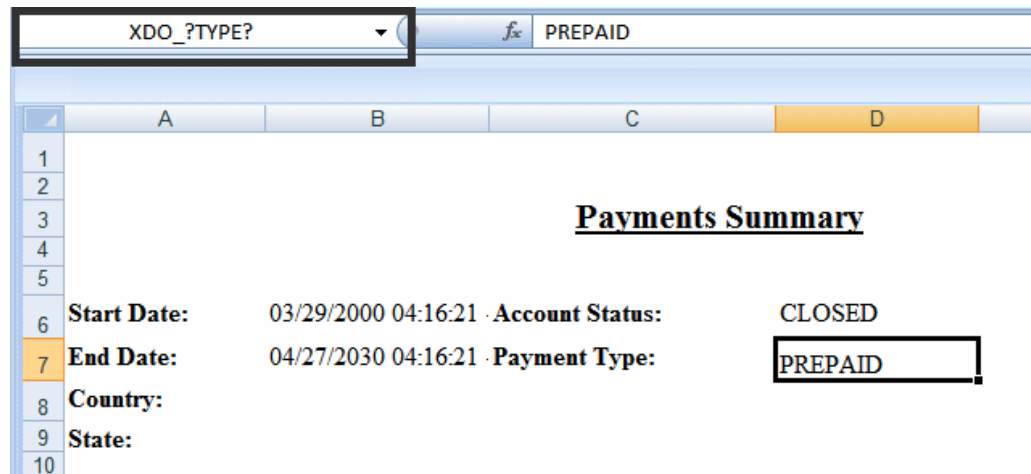 XDO_?TYPE? fx PREPAID
A B C D
1
2
3 Payments Summary
4
5
6 Start Date: 03/29/2000 04:16:21 - Account Status: CLOSED
7 End Date: 04/27/2030 04:16:21 - Payment Type: PREPAID
8 Country:
9 State:
10